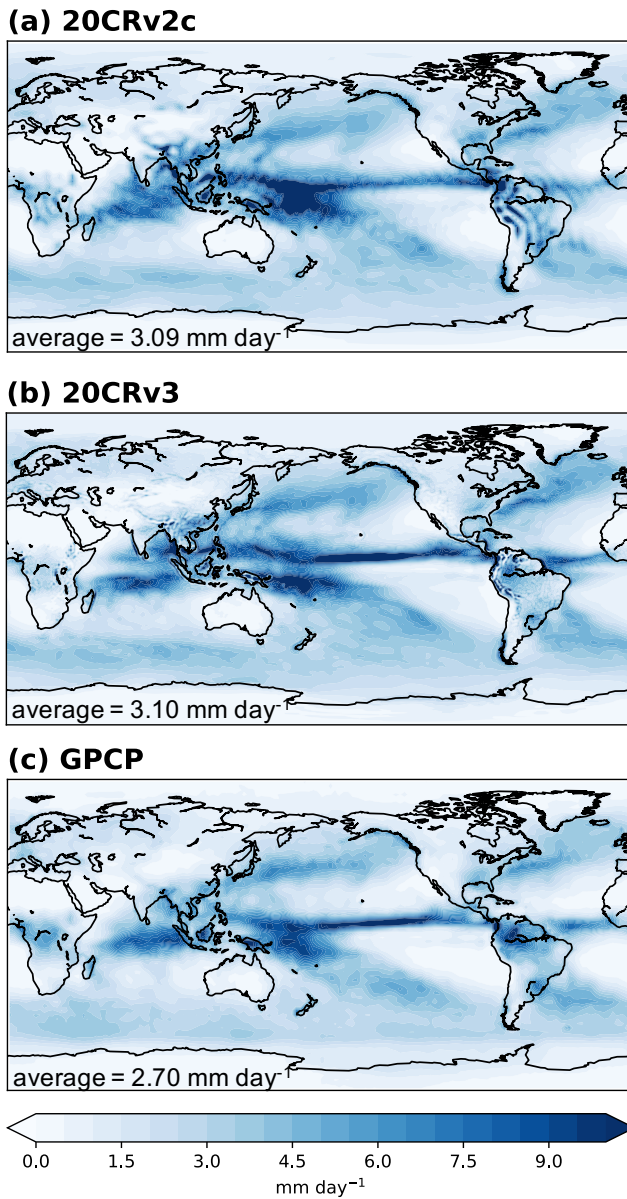 (a) 20CRv2c
average = 3.09 mm day⁻¹
(b) 20CRv3
average = 3.10 mm day⁻¹
(c) GPCP
average = 2.70 mm day⁻¹
0.0 1.5 3.0 4.5 6.0 7.5 9.0
mm day⁻¹